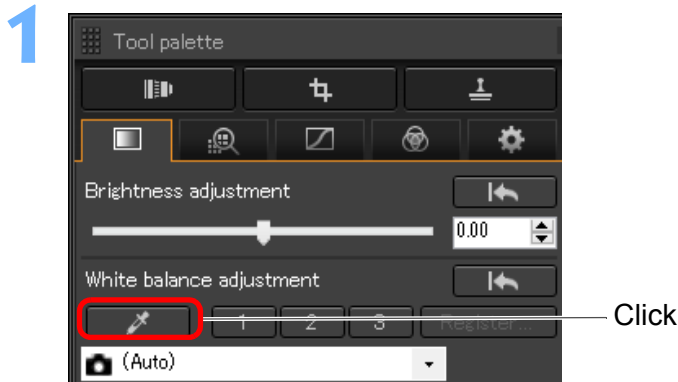 1
Tool palette
Brightness adjustment
0.00
White balance adjustment
1 2 3 Register...
Click
(Auto)